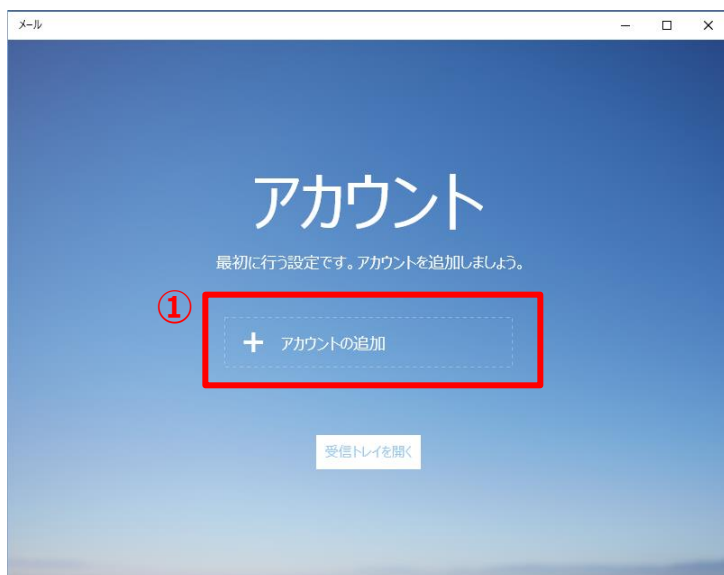 メール
アカウント
最初に行う設定です。アカウントを追加しましょう。
①
+ アカウントの追加
受信トレイを開く